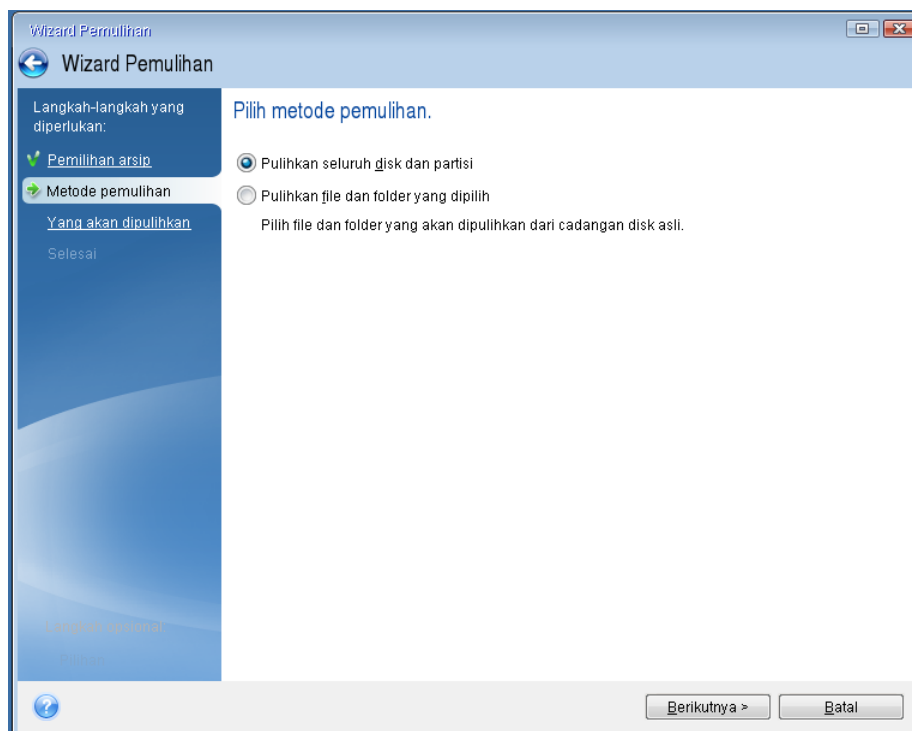 Wizard Pemulihan
Wizard Pemulihan
Langkah-langkah yang
diperlukan:
Pemilihan arsip
Metode pemulihan
Yang akan dipulihkan
Selesai
Pilih metode pemulihan.
Pulihkan seluruh disk dan partisi
Pulihkan file dan folder yang dipilih
Pilih file dan folder yang akan dipulihkan dari cadangan disk asli.
Langkah opsional
Berikutnya >
Batal